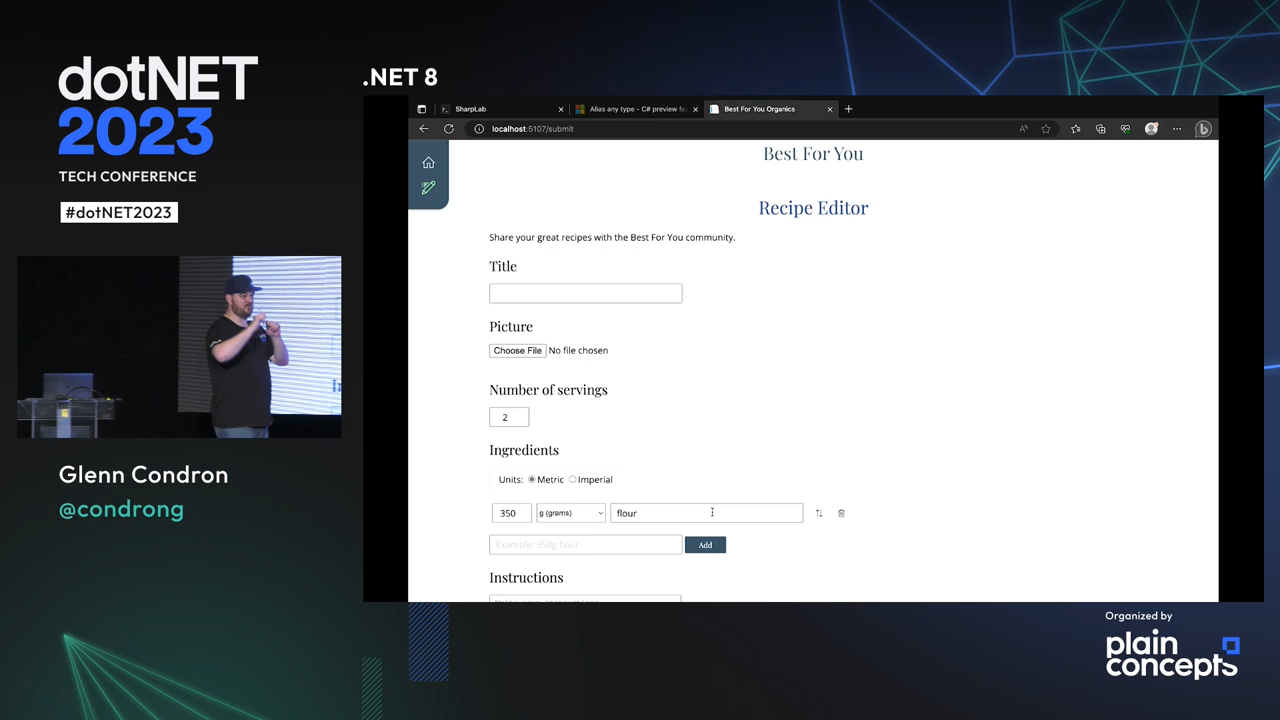 dotNET
2023
TECH CONFERENCE
#dotNET2023
Glenn Condron
@condrong
.NET 8
SharpLab
Alias any type - C# preview fe
Best For You Organics
localhost:5107/submit
Best For You
Recipe Editor
Share your great recipes with the Best For You community.
Title
Picture
Choose File No file chosen
Number of servings
2
Ingredients
Units: Metric Imperial
350 g (grams) flour
Example: 350g flour Add
Instructions
Organized by
plain
concepts